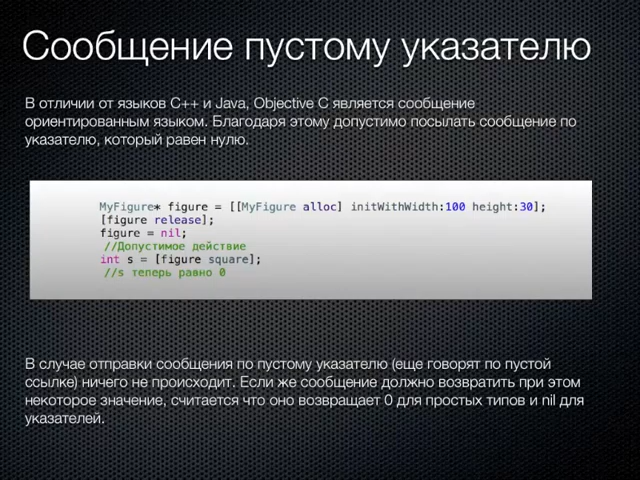 Сообщение пустому указателю
В отличии от языков C++ и Java, Objective C является сообщение
ориентированным языком. Благодаря этому допустимо посылать сообщение по
указателю, который равен нулю.
MyFigure* figure = [[MyFigure alloc] initWithWidth:100 height:30];
[figure release];
figure = nil;
//Допустимое действие
int s = [figure square];
//s теперь равно 0
В случае отправки сообщения по пустому указателю (еще говорят по пустой
ссылке) ничего не происходит. Если же сообщение должно возвратить при этом
некоторое значение, считается что оно возвращает 0 для простых типов и nil для
указателей.